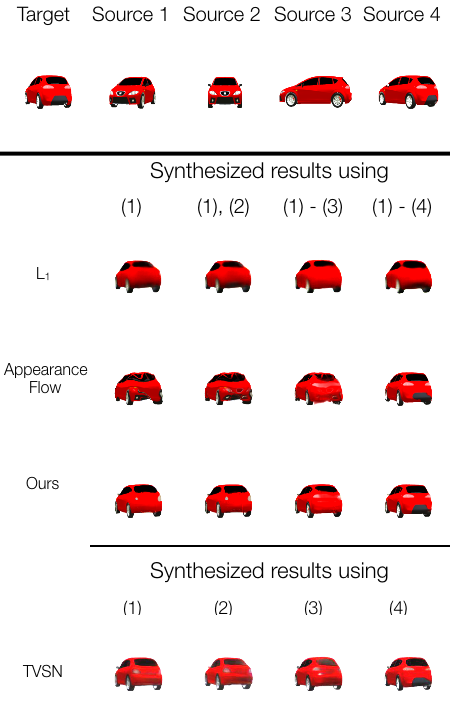 Target Source 1 Source 2 Source 3 Source 4
Synthesized results using
(1) (1), (2) (1) - (3) (1) - (4)
L₁
Appearance
Flow
Ours
Synthesized results using
(1) (2) (3) (4)
TVSN